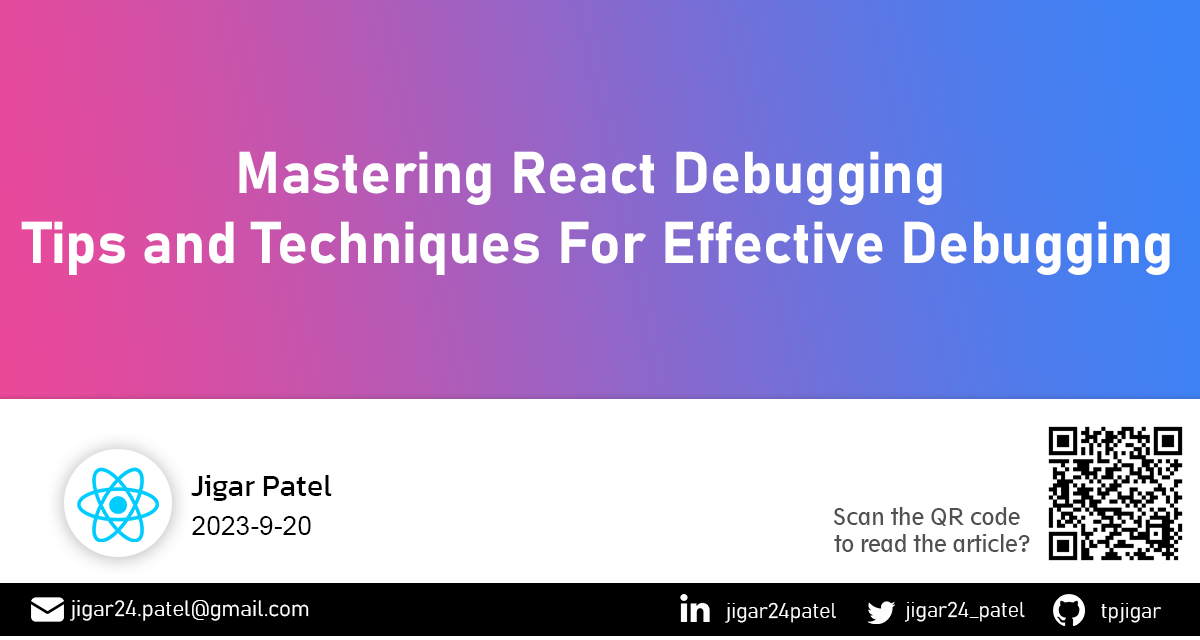 Mastering React Debugging
Tips and Techniques For Effective Debugging
Jigar Patel
2023-9-20
Scan the QR code
to read the article?
jigar24.patel@gmail.com
jigar24patel
jigar24_patel
tpjigar